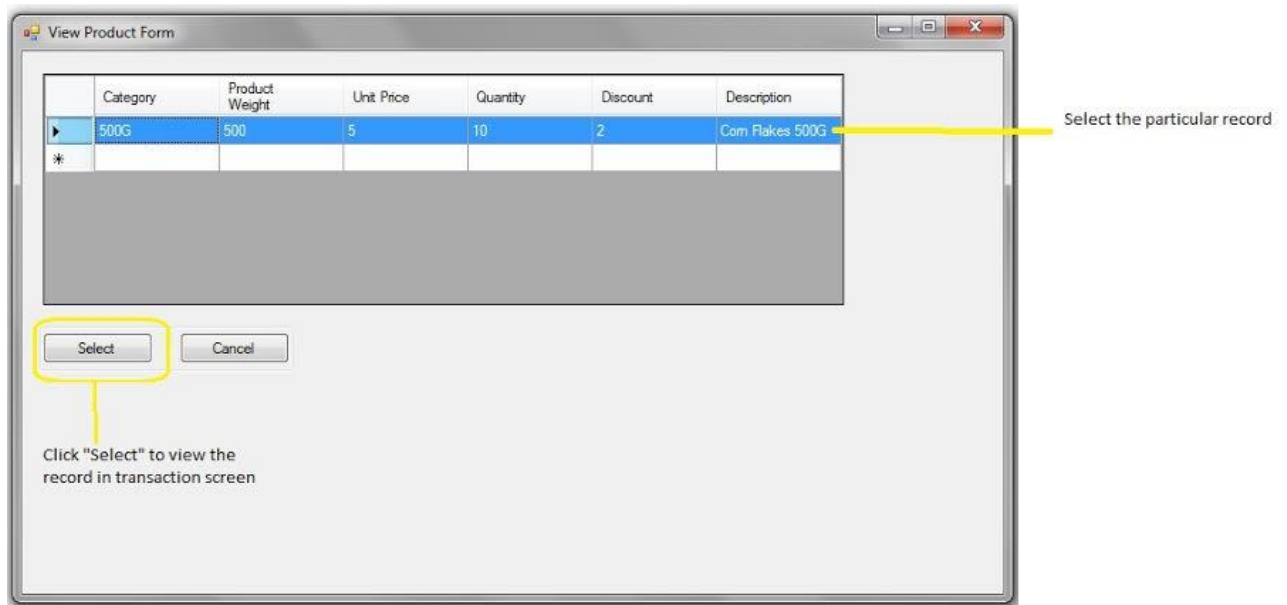 View Product Form
Category Product Weight Unit Price Quantity Discount Description
500G 500 5 10 2 Corn Flakes 500G
Select the particular record
Select Cancel
Click "Select" to view the
record in transaction screen